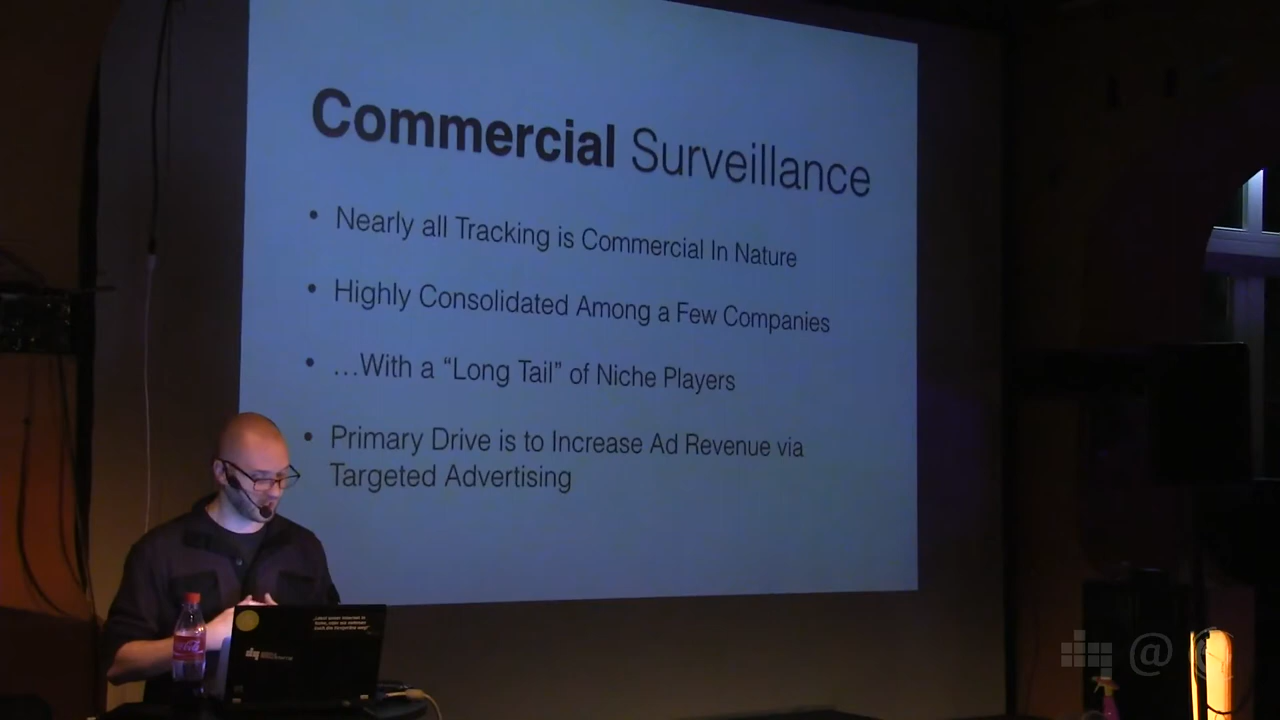 Commercial Surveillance
• Nearly all Tracking is Commercial In Nature
• Highly Consolidated Among a Few Companies
• …With a “Long Tail” of Niche Players
• Primary Drive is to Increase Ad Revenue via
Targeted Advertising
@